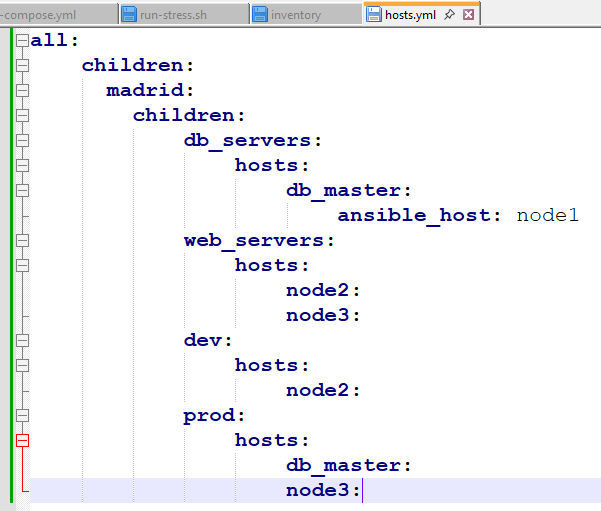 -compose.yml run-stress.sh inventory hosts.yml
all:
children:
madrid:
children:
db_servers:
hosts:
db_master:
ansible_host: node1
web_servers:
hosts:
node2:
node3:
dev:
hosts:
node2:
prod:
hosts:
db_master:
node3: